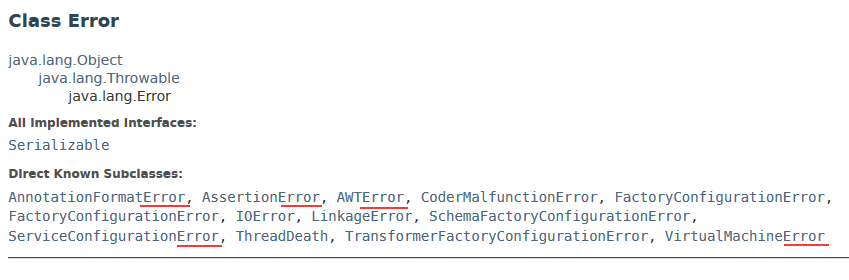 Class Error
java.lang.Object
java.lang.Throwable
java.lang.Error
All Implemented Interfaces:
Serializable
Direct Known Subclasses:
AnnotationFormatError, AssertionError, AWTError, CoderMalfunctionError, FactoryConfigurationError,
FactoryConfigurationError, IOError, LinkageError, SchemaFactoryConfigurationError,
ServiceConfigurationError, ThreadDeath, TransformerFactoryConfigurationError, VirtualMachineError